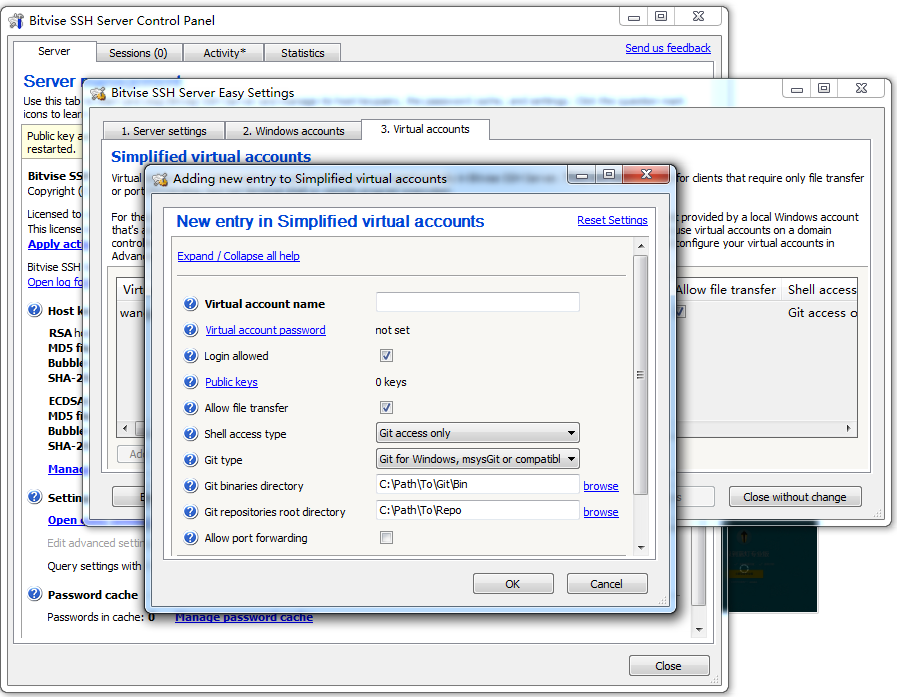 Bitvise SSH Server Control Panel
Server
Sessions (0)
Activity*
Statistics
Send us feedback
Server
Use this tab
icons to lear
Public key a
restarted.
Bitvise SS
Copyright (
Licensed to
This license
Apply act
Bitvise SSH
Open log fo
Host k
RSA h
MD5 fi
Bubbl
SHA-2
ECDSA
MD5 fi
Bubbl
SHA-2
Manag
Settin
Open
Edit advanced settin
Query settings with
Password cache
Passwords in cache: 0
Manage password cache
Close
Bitvise SSH Server Easy Settings
1. Server settings
2. Windows accounts
3. Virtual accounts
Simplified virtual accounts
Virtual
for clients that require only file transfer
or port
For the
provided by a local Windows account
that's a
use virtual accounts on a domain
control
configure your virtual accounts in
Advan
Virt
Allow file transfer
Shell access
wan
Git access o
Ad
Close without change
Adding new entry to Simplified virtual accounts
New entry in Simplified virtual accounts
Reset Settings
Expand / Collapse all help
Virtual account name
Virtual account password
not set
Login allowed
Public keys
0 keys
Allow file transfer
Shell access type
Git access only
Git type
Git for Windows, msysGit or compatibl
Git binaries directory
C:\Path\To\Git\Bin
browse
Git repositories root directory
C:\Path\To\Repo
browse
Allow port forwarding
OK
Cancel